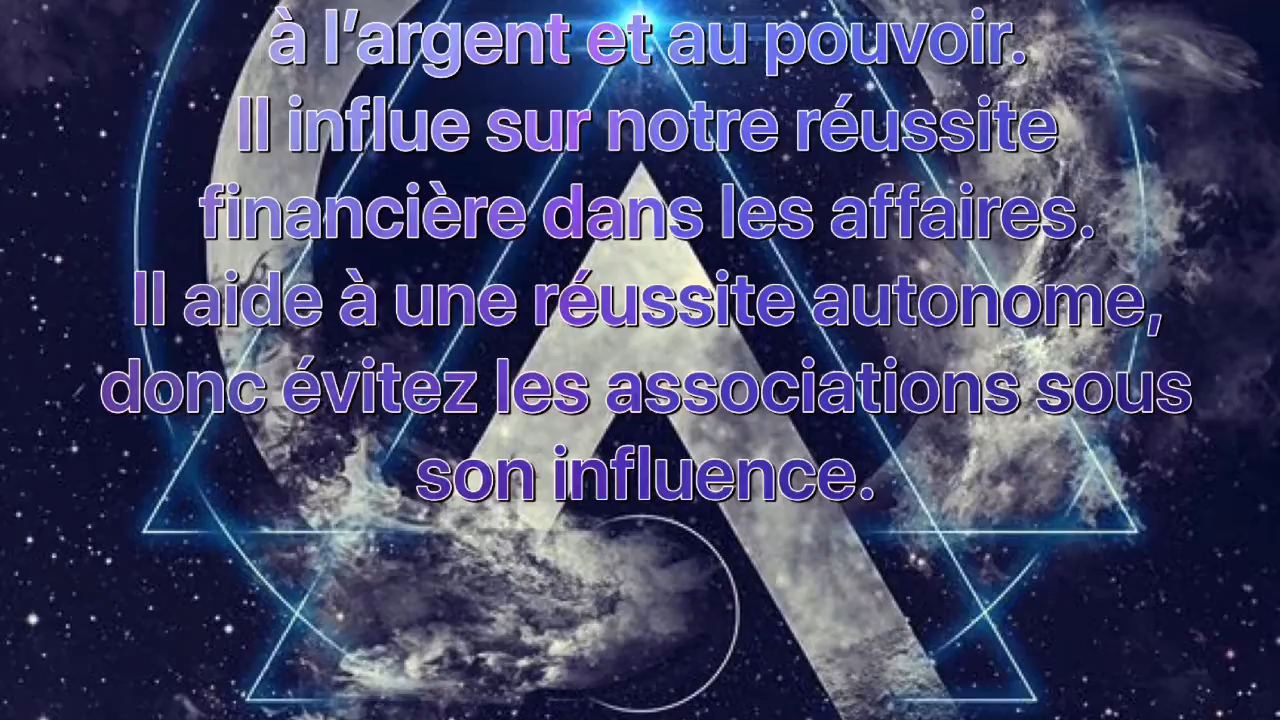 à l’argent et au pouvoir.
Il influe sur notre réussite
financière dans les affaires.
Il aide à une réussite autonome,
donc évitez les associations sous
son influence.